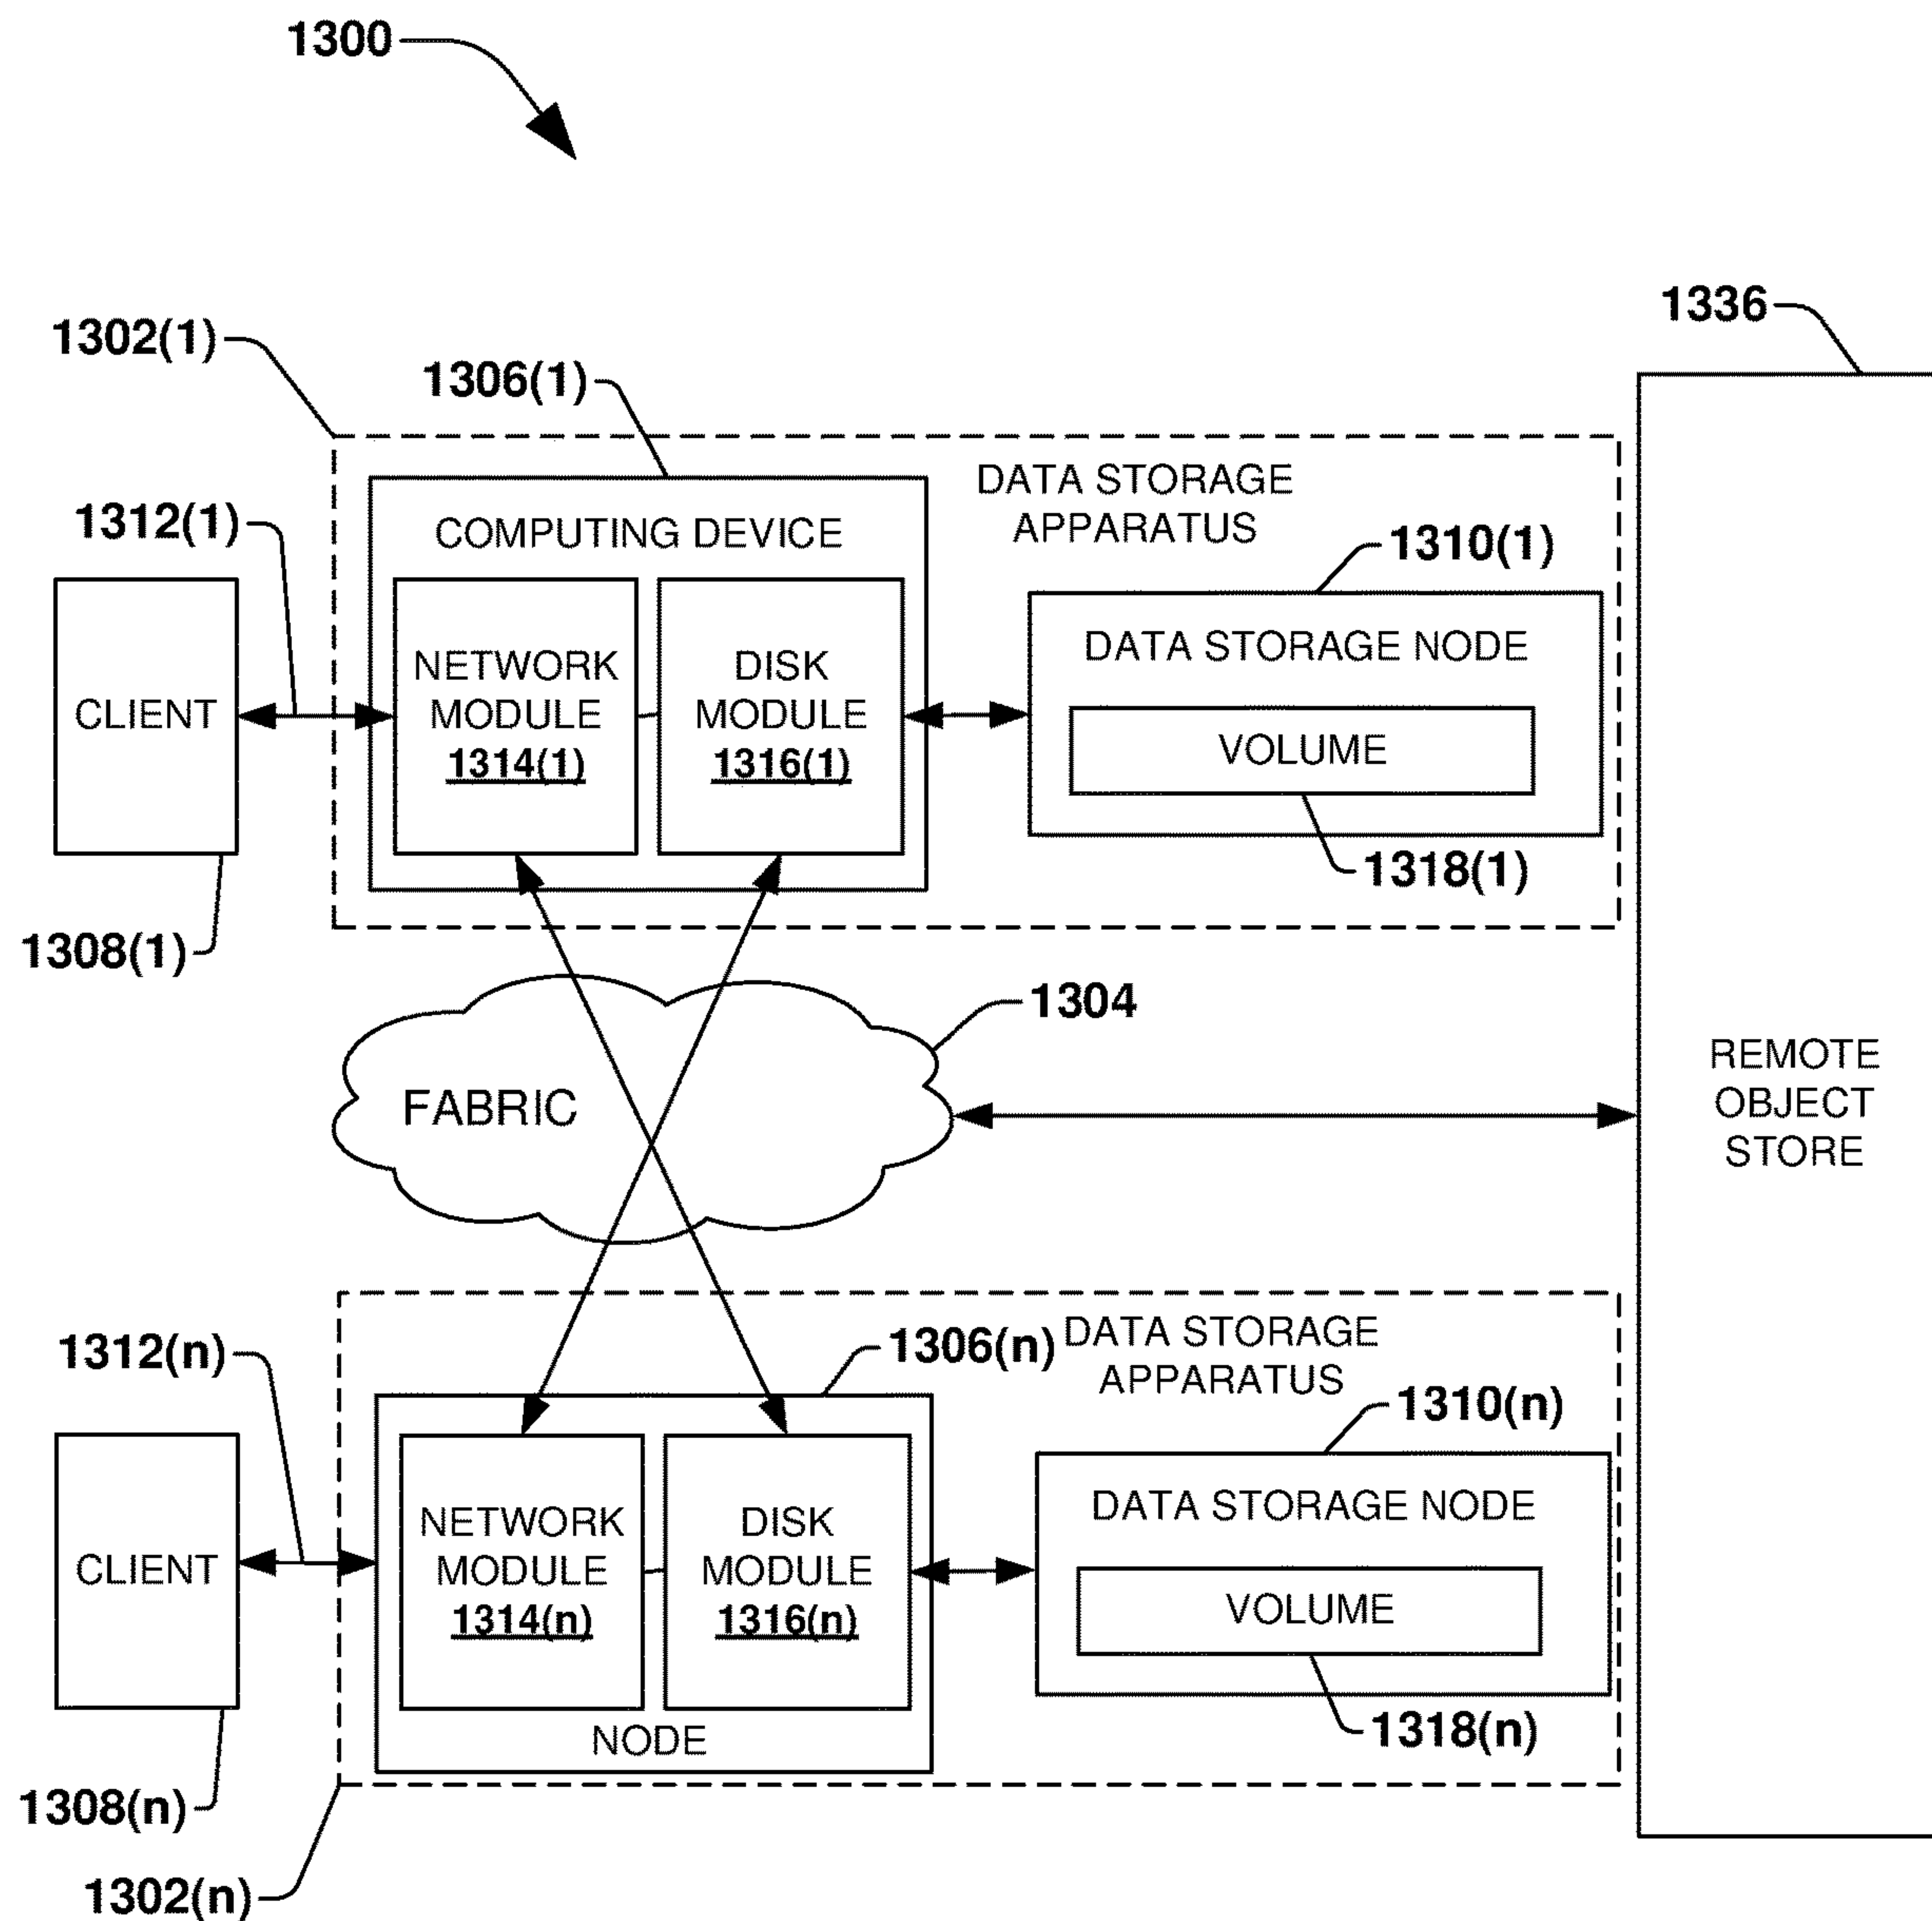 1300
1336
1302(1)
1306(1)
DATA STORAGE
APPARATUS
1312(1)
COMPUTING DEVICE
1310(1)
CLIENT
NETWORK
MODULE
1314(1)
DISK
MODULE
1316(1)
DATA STORAGE NODE
VOLUME
1318(1)
1308(1)
1304
FABRIC
REMOTE
OBJECT
STORE
1312(n)
1306(n)
DATA STORAGE
APPARATUS
1310(n)
CLIENT
NETWORK
MODULE
1314(n)
DISK
MODULE
1316(n)
DATA STORAGE NODE
VOLUME
NODE
1318(n)
1308(n)
1302(n)